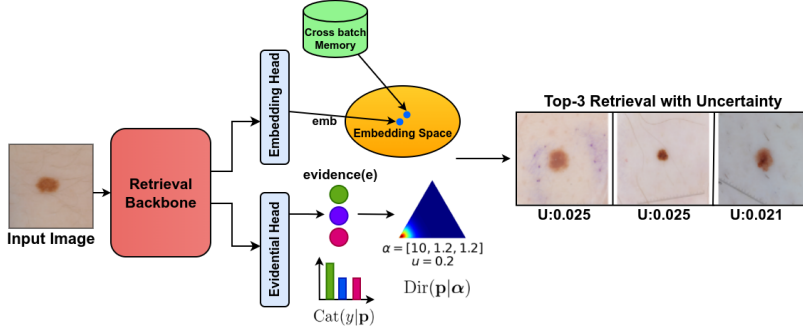 Cross batch
Memory
Embedding Head
emb
Embedding Space
Top-3 Retrieval with Uncertainty
U:0.025
U:0.025
U:0.021
Retrieval
Backbone
Input Image
Evidential Head
evidence(e)
α = [10, 1.2, 1.2]
u = 0.2
Dir(p|α)
Cat(y|p)